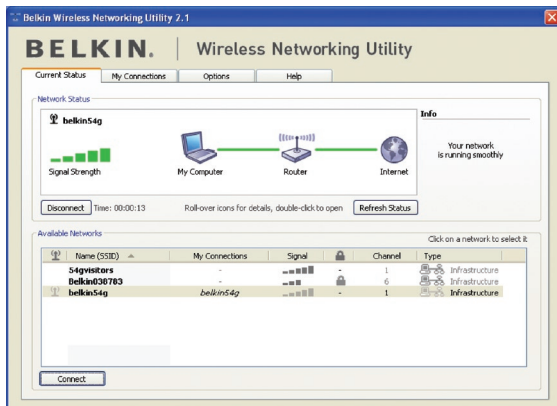 Belkin Wireless Networking Utility 2.1
BELKIN. | Wireless Networking Utility
Current Status My Connections Options Help
Network Status
belkin54g
Info
Your network
is running smoothly
Signal Strength My Computer Router Internet
Disconnect Time: 00:00:13 Roll-over icons for details, double-click to open Refresh Status
Available Networks
Click on a network to select it
Name (SSID) My Connections Signal Channel Type
54gvisitors - - 1 Infrastructure
Belkin038783 - 6 Infrastructure
belkin54g belkin54g - 1 Infrastructure
Connect